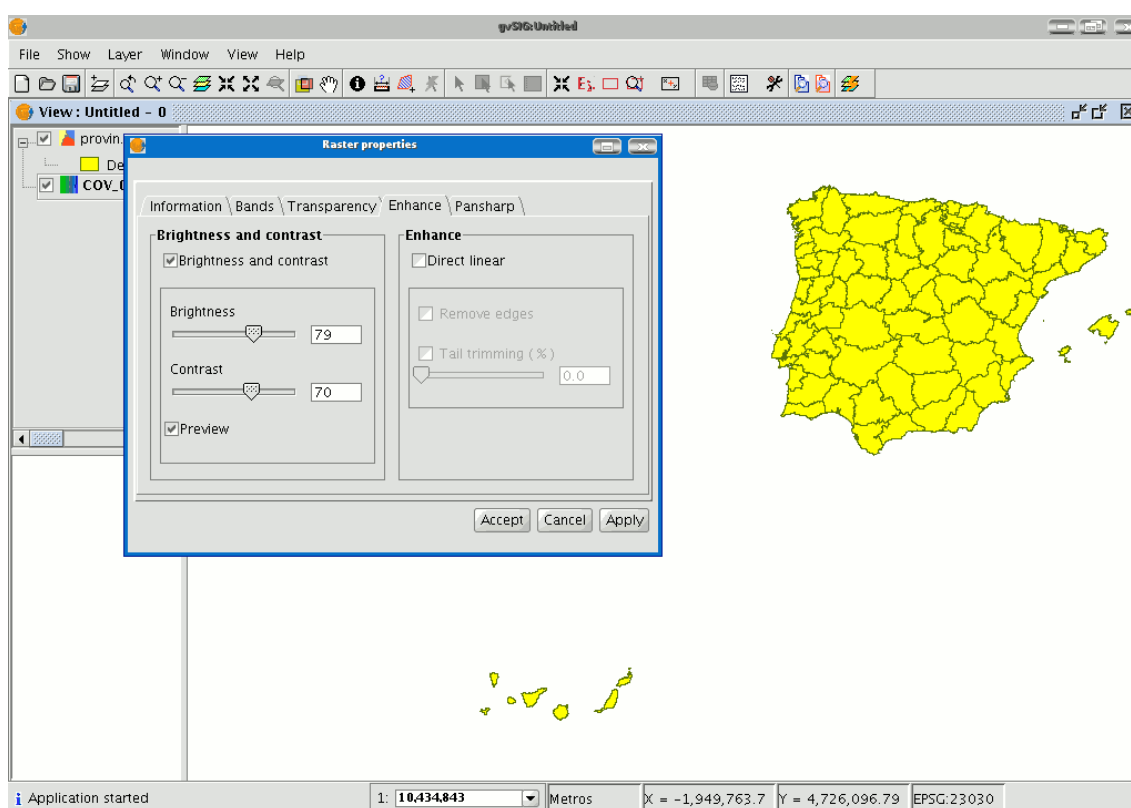 gvSIG: Untitled
File Show Layer Window View Help
View : Untitled - 0
provin.
De
COV_0
Raster properties
Information Bands Transparency Enhance Pansharp
Brightness and contrast
Brightness and contrast
Brightness
79
Contrast
70
Preview
Enhance
Direct linear
Remove edges
Tail trimming (%)
0.0
Accept Cancel Apply
Application started 1: 10,434,843 Metros X = -1,949,763.7 Y = 4,726,096.79 EPSG:23030